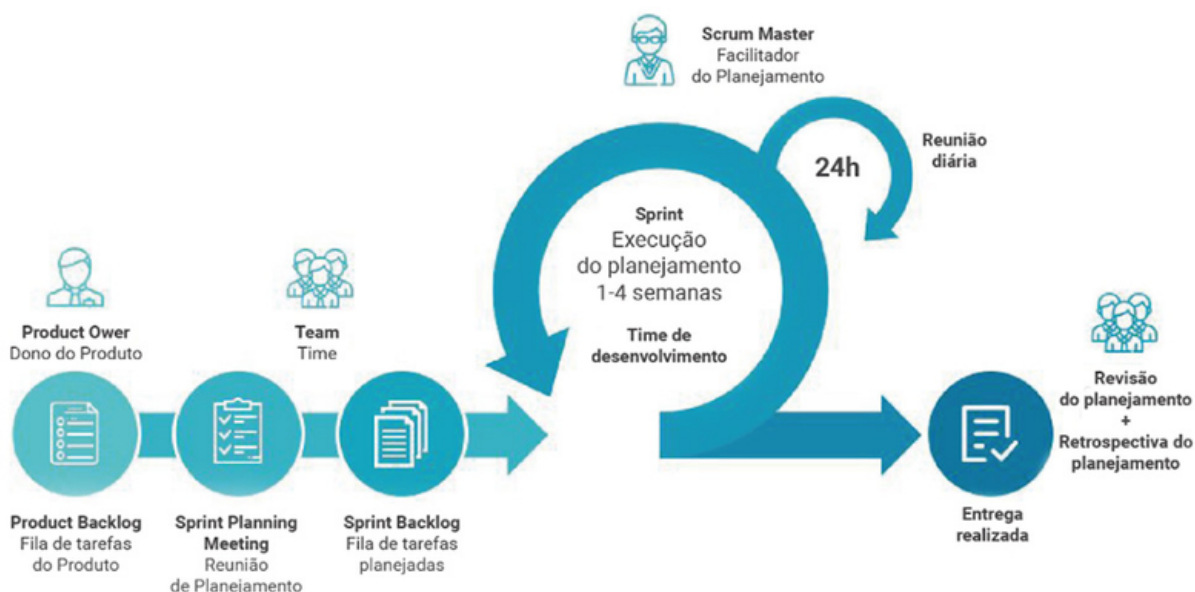 Scrum Master
Facilitador
do Planejamento
24h
Reunião
diária
Sprint
Execução
do planejamento
1-4 semanas
Time de
desenvolvimento
Product Ower
Dono do Produto
Team
Time
Product Backlog
Fila de tarefas
do Produto
Sprint Planning
Meeting
Reunião
de Planejamento
Sprint Backlog
Fila de tarefas
planejadas
Revisão
do planejamento
+
Retrospectiva do
planejamento
Entrega
realizada